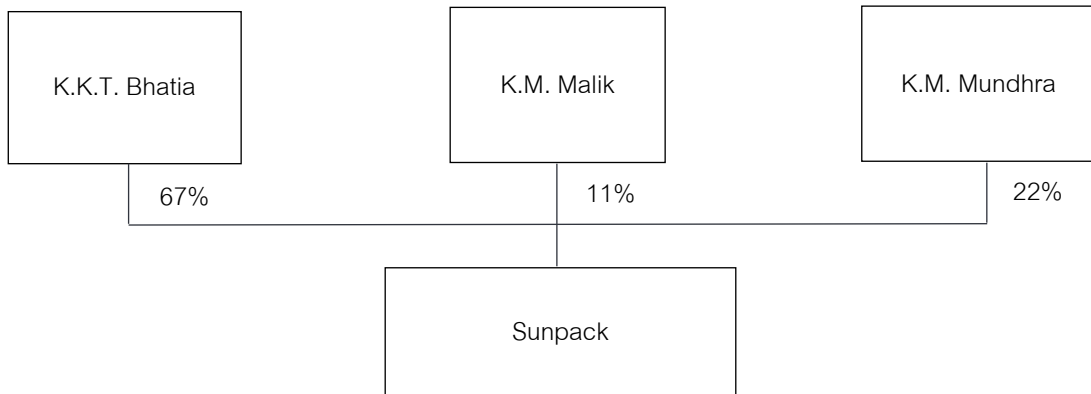 K.K.T. Bhatia
K.M. Malik
K.M. Mundhra
67%
11%
22%
Sunpack